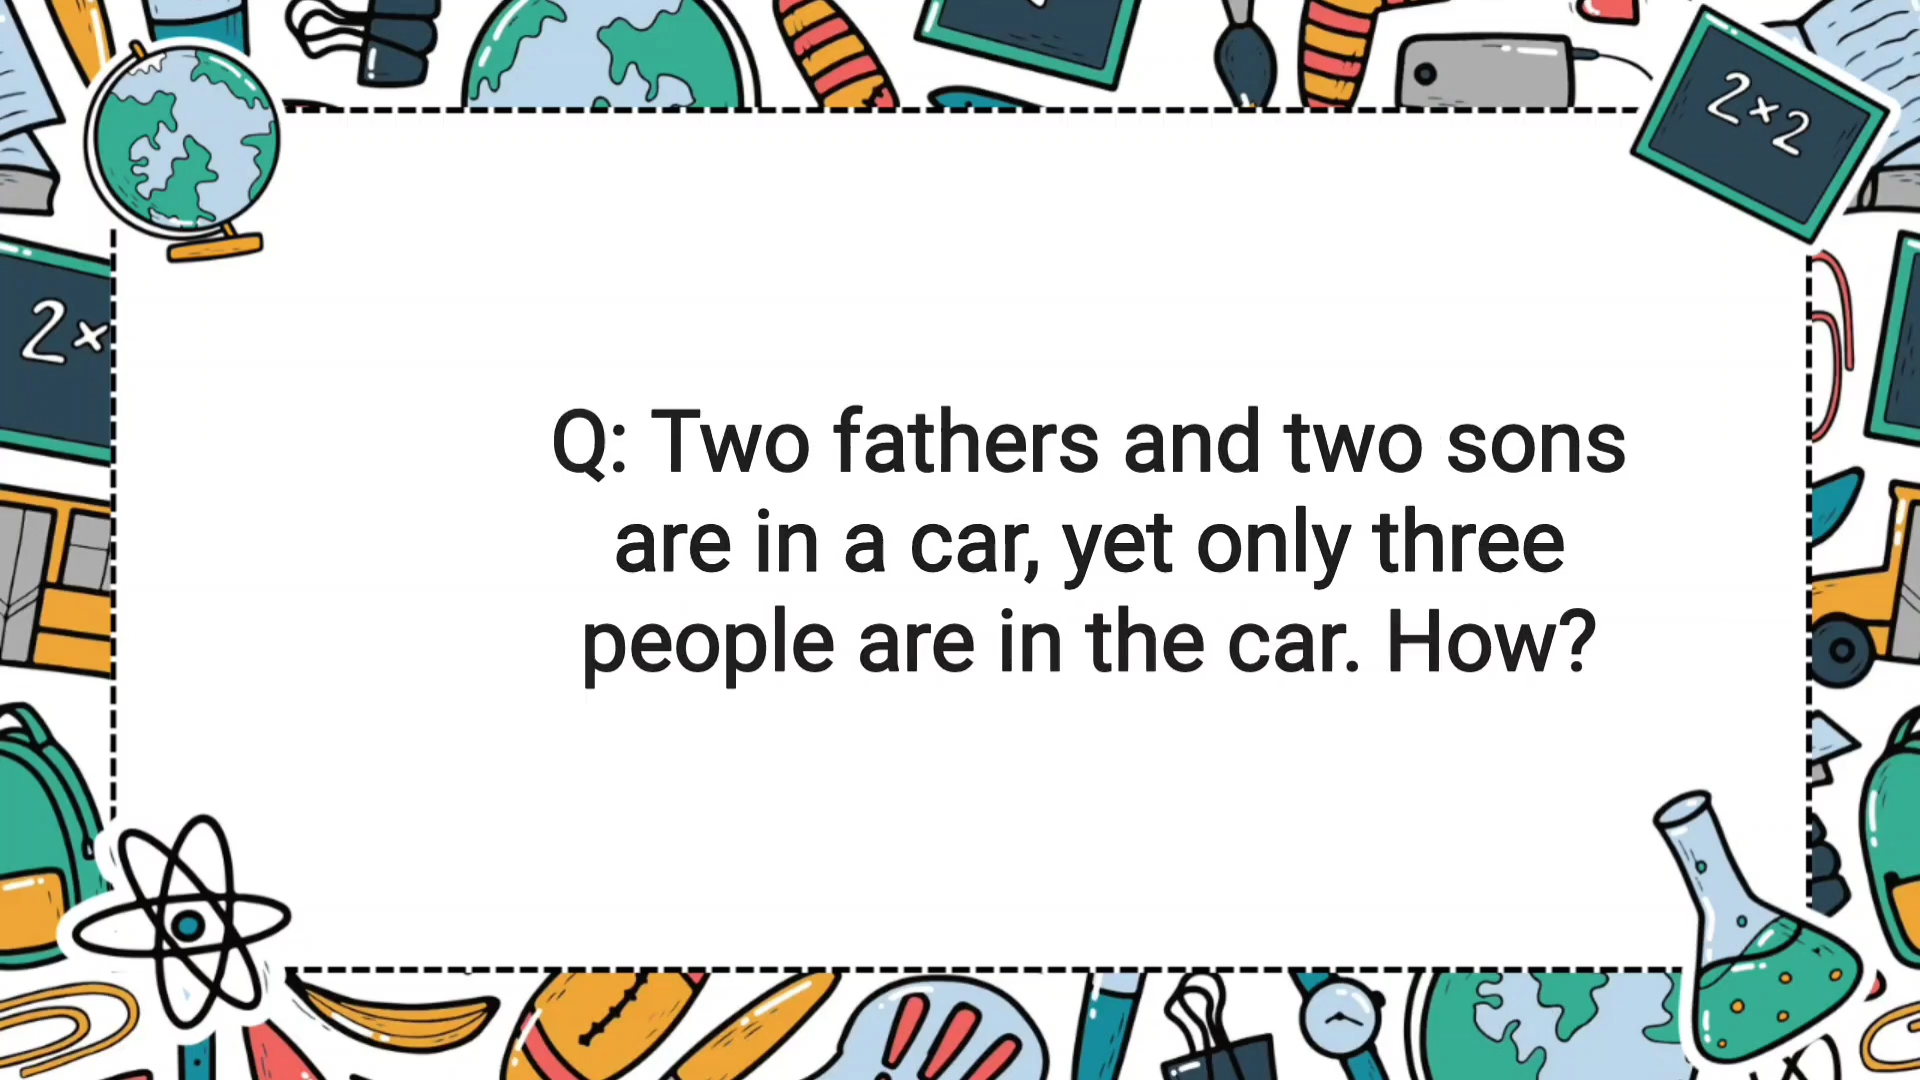 2×2
2×
Q: Two fathers and two sons
are in a car, yet only three
people are in the car. How?